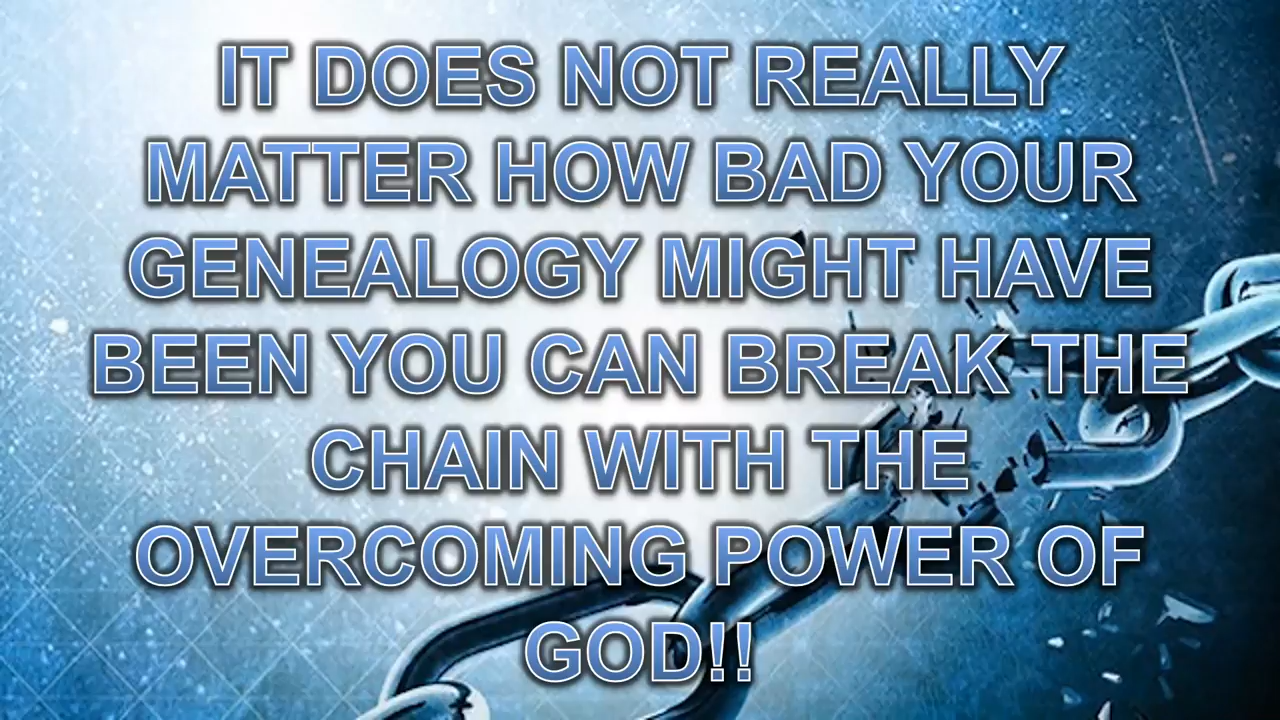 IT DOES NOT REALLY
MATTER HOW BAD YOUR
GENEALOGY MIGHT HAVE
BEEN YOU CAN BREAK THE
CHAIN WITH THE
OVERCOMING POWER OF
GOD!!